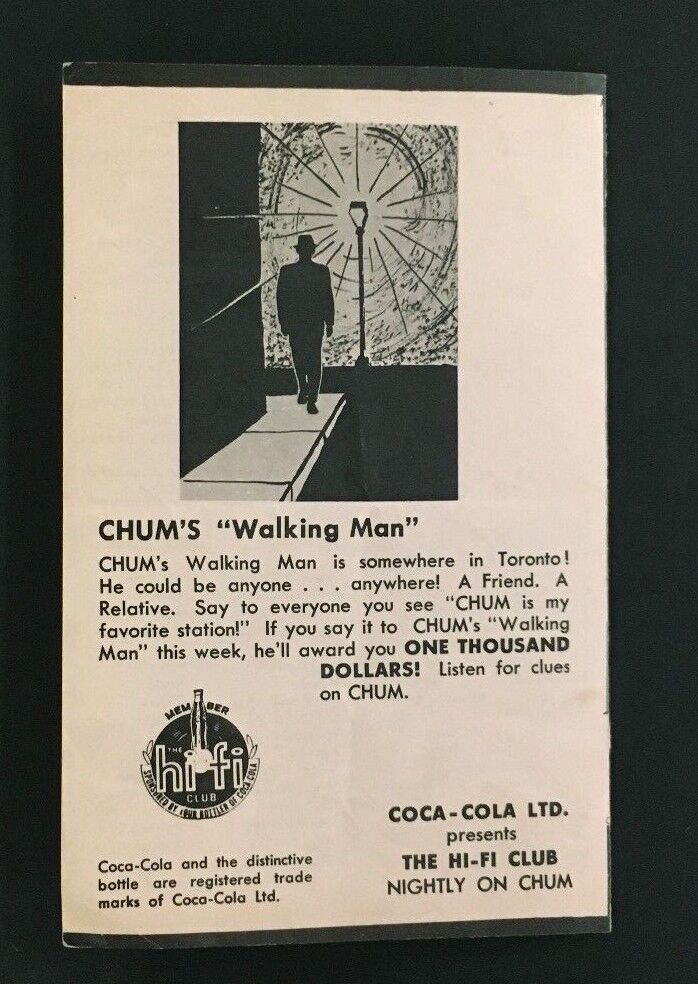 CHUM'S "Walking Man"
CHUM's Walking Man is somewhere in Toronto!
He could be anyone . . . anywhere! A Friend. A
Relative. Say to everyone you see "CHUM is my
favorite station!" If you say it to CHUM's "Walking
Man" this week, he'll award you ONE THOUSAND
DOLLARS! Listen for clues
on CHUM.
MEMBER
THE
hi-fi
CLUB
SPONSORED BY YOUR BOTTLER OF COCA-COLA
COCA-COLA LTD.
presents
THE HI-FI CLUB
NIGHTLY ON CHUM
Coca-Cola and the distinctive
bottle are registered trade
marks of Coca-Cola Ltd.